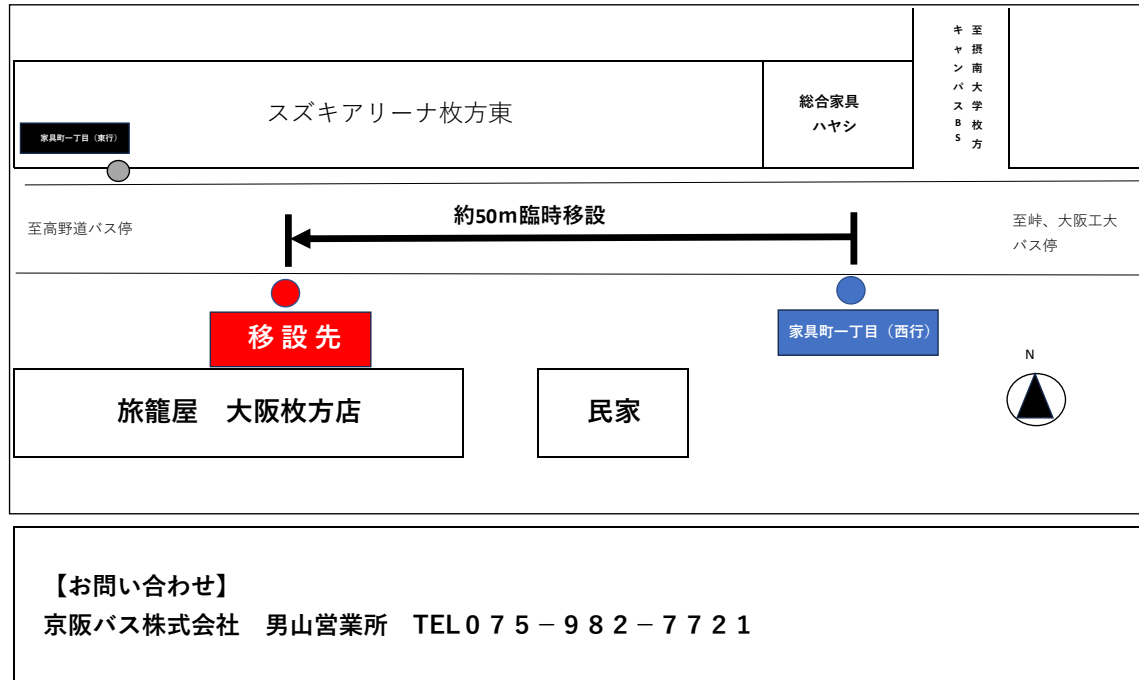 至摂南大学枚方
キャンパスBS
スズキアリーナ枚方東
総合家具
ハヤシ
家具町一丁目（東行）
約50m臨時移設
至高野道バス停
至峠、大阪工大
バス停
移設先
家具町一丁目（西行）
N
旅籠屋　大阪枚方店
民家
【お問い合わせ】
京阪バス株式会社　男山営業所　TEL０７５－９８２－７７２１